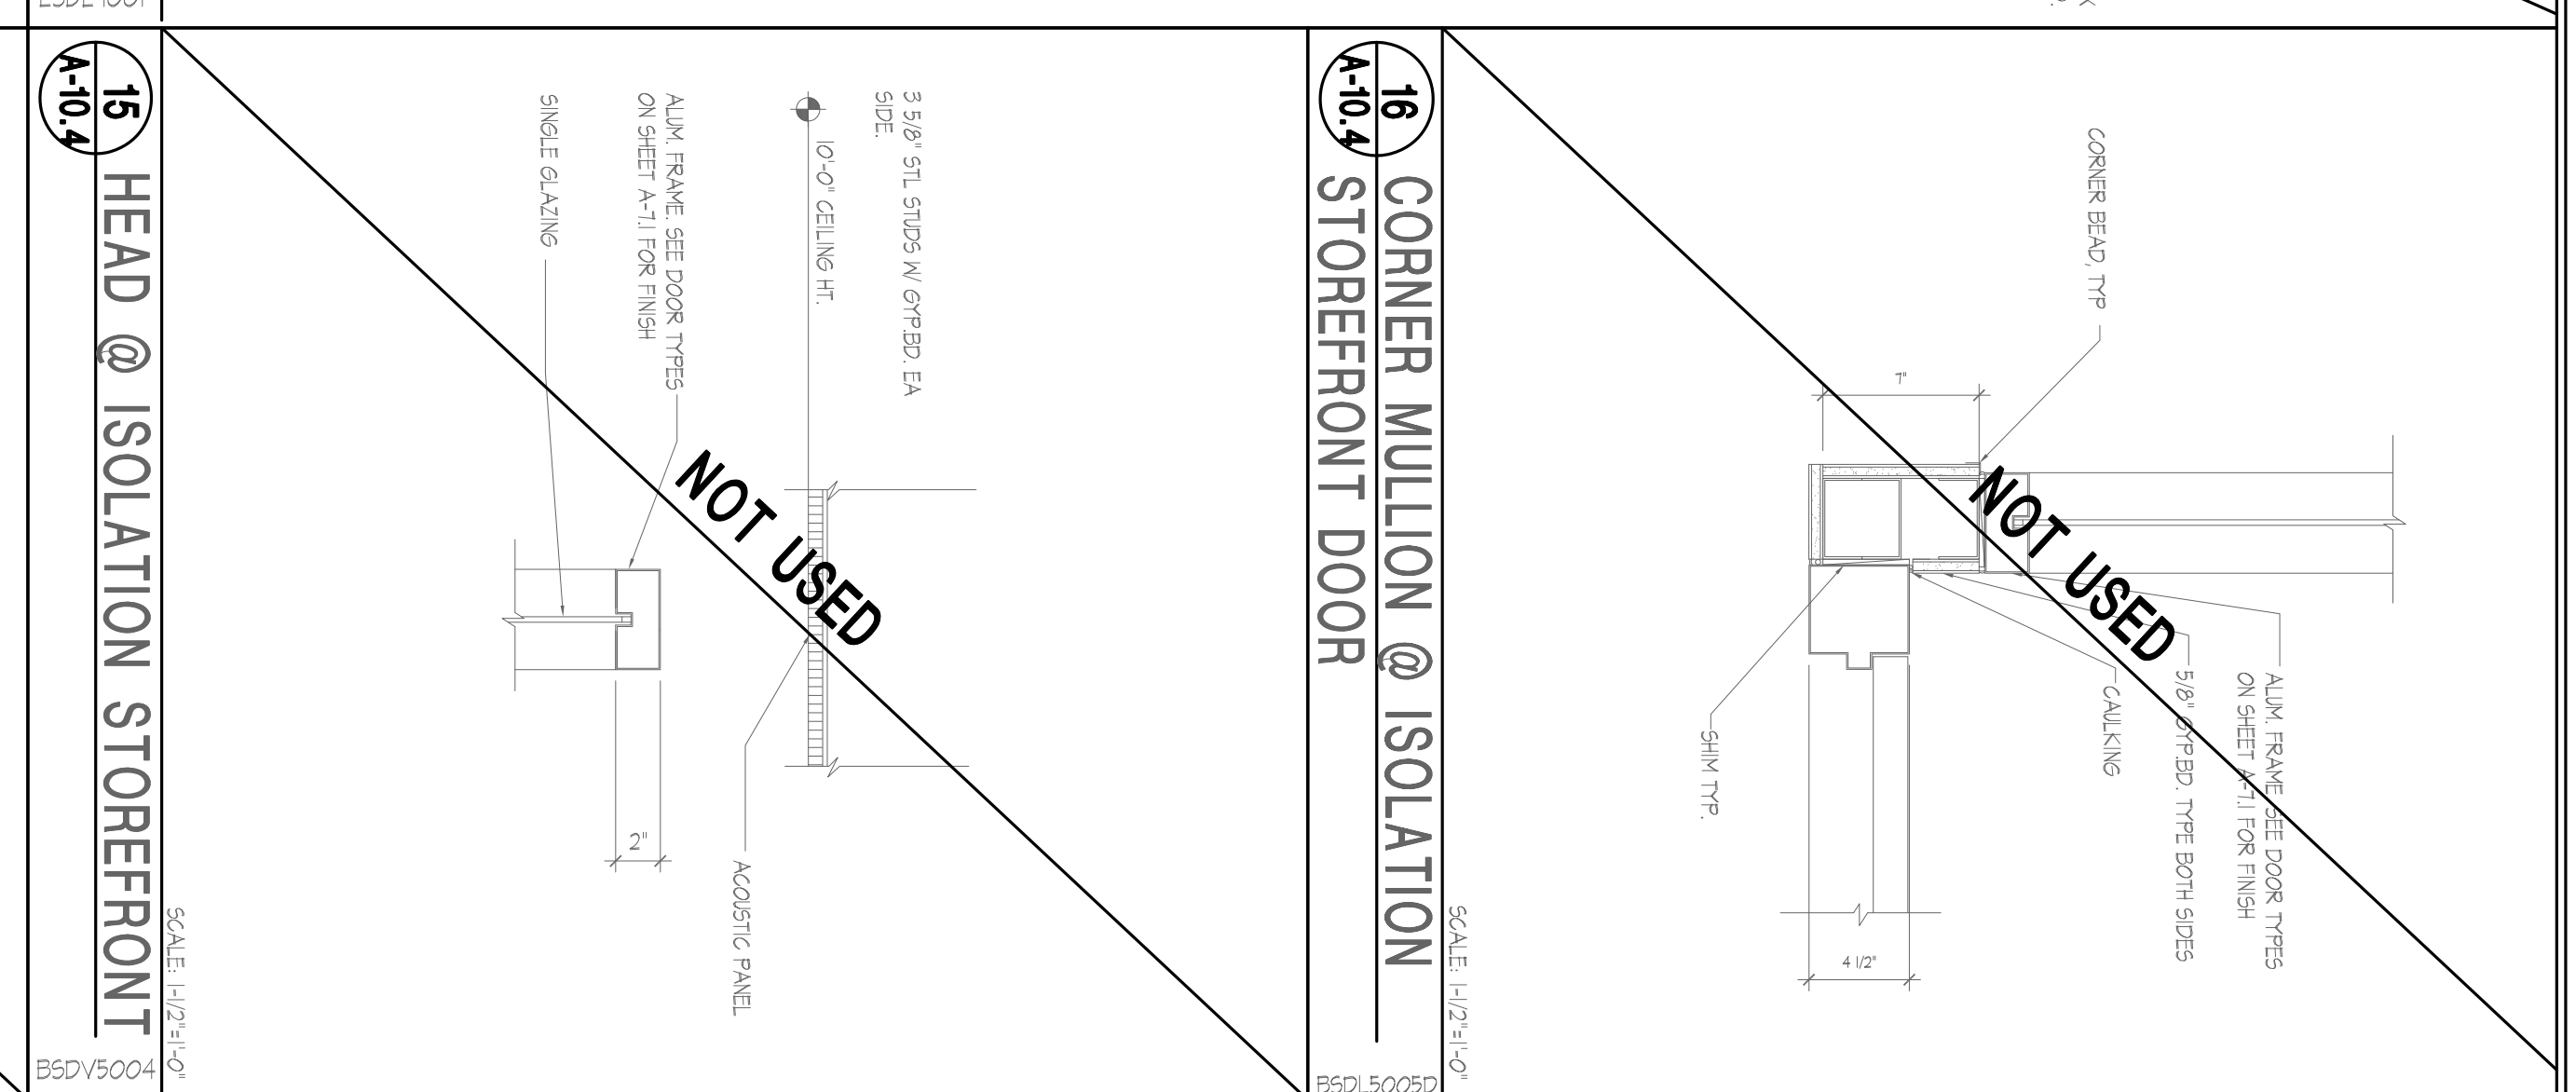 16
A-10.4
CORNER MULLION @ ISOLATION
STOREFRONT DOOR
SCALE: 1-1/2"=1'-0"
BSDL5005D
CORNER BEAD, TYP
7"
NOT USED
ALUM. FRAME SEE DOOR TYPES
ON SHEET A-7.1 FOR FINISH
5/8" GYP.BD. TYPE BOTH SIDES
CAULKING
SHIM TYP.
4 1/2"
15
A-10.4
HEAD @ ISOLATION STOREFRONT
SCALE: 1-1/2"=1'-0"
BSDV5004
3 5/8" STL STUDS W/ GYP.BD. EA
SIDE.
10'-0" CEILING HT.
ALUM. FRAME. SEE DOOR TYPES
ON SHEET A-7.1 FOR FINISH
SINGLE GLAZING
NOT USED
2"
ACOUSTIC PANEL